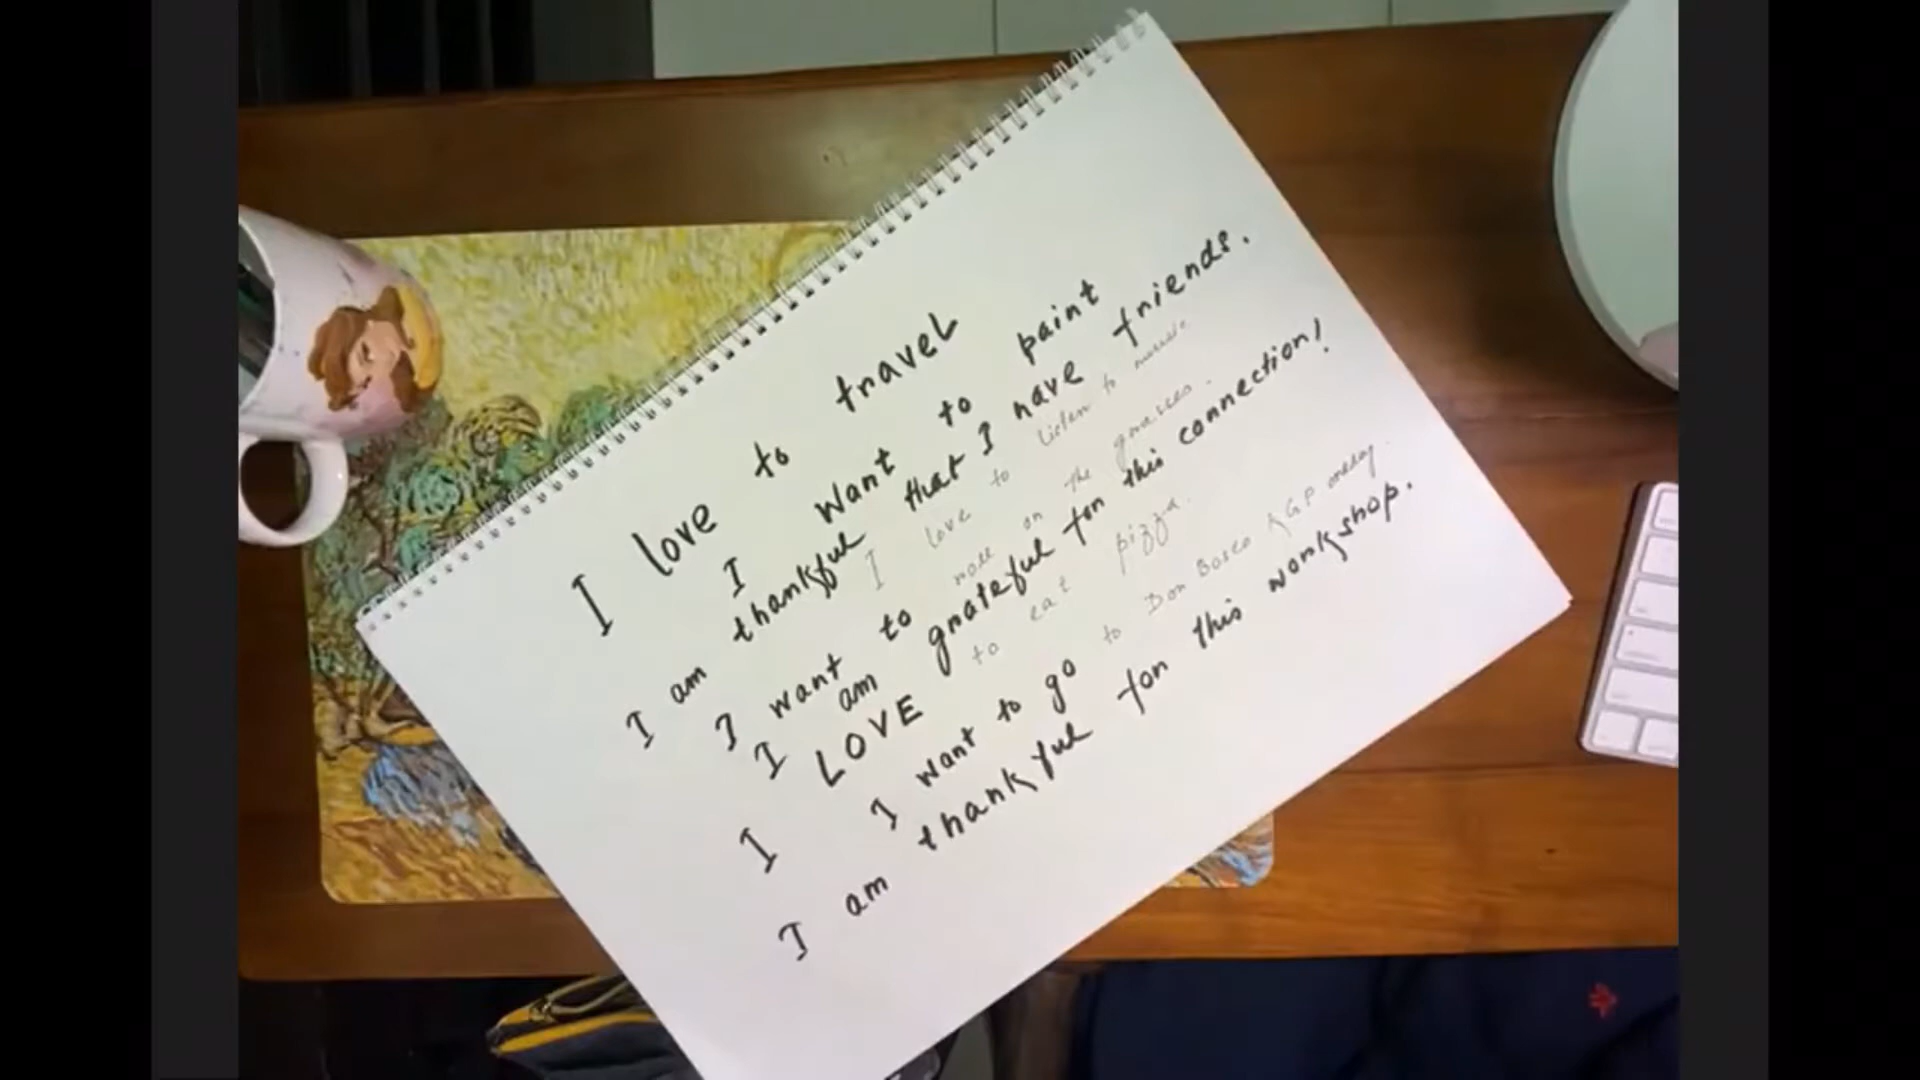 I love to travel
I want to paint
I am thankful that I have friends.
I love to listen to music
I want to roll on the grasses.
I am grateful for this connection!
I LOVE to eat pizza.
I want to go to Don Bosco KGP oneday.
I am thankful for this workshop.